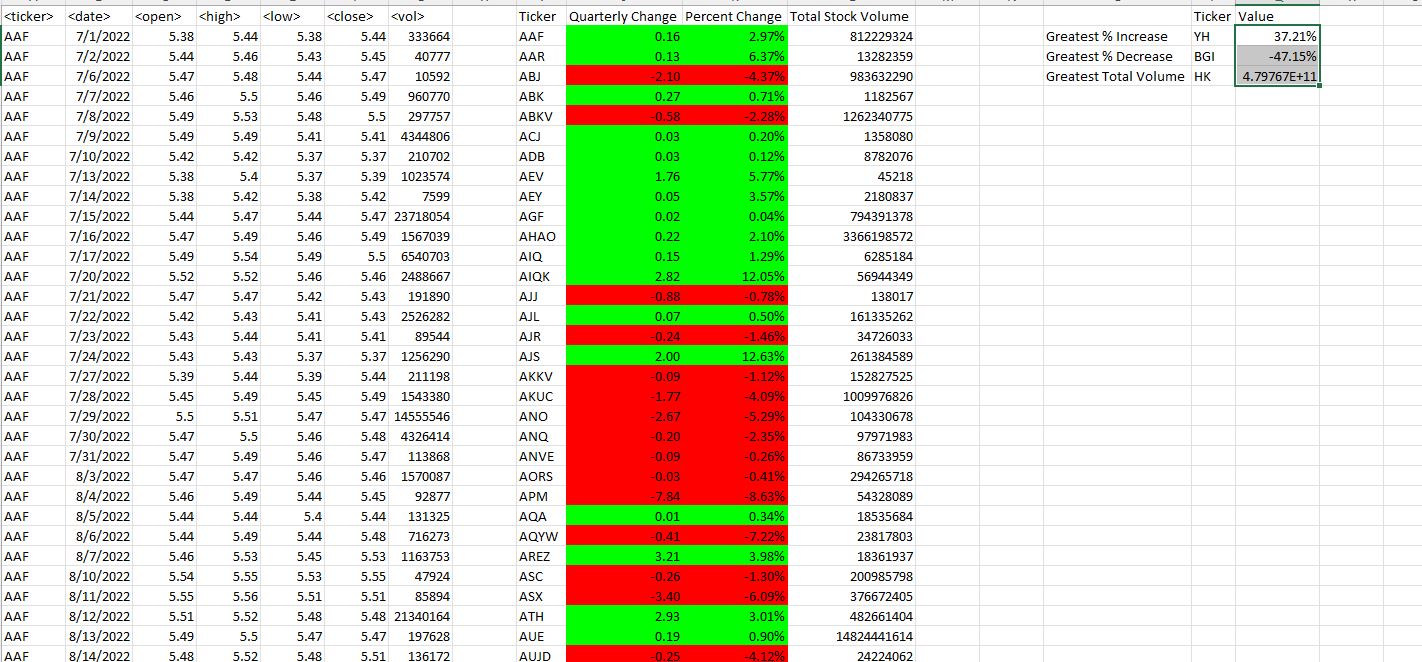 <ticker> <date> <open> <high> <low> <close> <vol> Ticker Quarterly Change Percent Change Total Stock Volume Ticker Value
AAF 7/1/2022 5.38 5.44 5.38 5.44 333664 AAF 0.16 2.97% 812229324 Greatest % Increase YH 37.21%
AAF 7/2/2022 5.44 5.46 5.43 5.45 40777 AAR 0.13 6.37% 13282359 Greatest % Decrease BGI -47.15%
AAF 7/6/2022 5.47 5.48 5.44 5.47 10592 ABJ -2.10 -4.37% 983632290 Greatest Total Volume HK 4.79767E+11
AAF 7/7/2022 5.46 5.5 5.46 5.49 960770 ABK 0.27 0.71% 1182567
AAF 7/8/2022 5.49 5.53 5.48 5.5 297757 ABKV -0.58 -2.28% 1262340775
AAF 7/9/2022 5.49 5.49 5.41 5.41 4344806 ACJ 0.03 0.20% 1358080
AAF 7/10/2022 5.42 5.42 5.37 5.37 210702 ADB 0.03 0.12% 8782076
AAF 7/13/2022 5.38 5.4 5.37 5.39 1023574 AEV 1.76 5.77% 45218
AAF 7/14/2022 5.38 5.42 5.38 5.42 7599 AEY 0.05 3.57% 2180837
AAF 7/15/2022 5.44 5.47 5.44 5.47 23718054 AGF 0.02 0.04% 794391378
AAF 7/16/2022 5.47 5.49 5.46 5.49 1567039 AHAO 0.22 2.10% 3366198572
AAF 7/17/2022 5.49 5.54 5.49 5.5 6540703 AIQ 0.15 1.29% 6285184
AAF 7/20/2022 5.52 5.52 5.46 5.46 2488667 AIQK 2.82 12.05% 56944349
AAF 7/21/2022 5.47 5.47 5.42 5.43 191890 AJJ -0.88 -0.78% 138017
AAF 7/22/2022 5.42 5.43 5.41 5.43 2526282 AJL 0.07 0.50% 161335262
AAF 7/23/2022 5.43 5.44 5.41 5.41 89544 AJR -0.24 -1.46% 34726033
AAF 7/24/2022 5.43 5.43 5.37 5.37 1256290 AJS 2.00 12.63% 261384589
AAF 7/27/2022 5.39 5.44 5.39 5.44 211198 AKKV -0.09 -1.12% 152827525
AAF 7/28/2022 5.45 5.49 5.45 5.49 1543380 AKUC -1.77 -4.09% 1009976826
AAF 7/29/2022 5.5 5.51 5.47 5.47 14555546 ANO -2.67 -5.29% 104330678
AAF 7/30/2022 5.47 5.5 5.46 5.48 4326414 ANQ -0.20 -2.35% 97971983
AAF 7/31/2022 5.47 5.49 5.46 5.47 113868 ANVE -0.09 -0.26% 86733959
AAF 8/3/2022 5.47 5.47 5.46 5.46 1570087 AORS -0.03 -0.41% 294265718
AAF 8/4/2022 5.46 5.49 5.44 5.45 92877 APM -7.84 -8.63% 54328089
AAF 8/5/2022 5.44 5.44 5.4 5.44 131325 AQA 0.01 0.34% 18535684
AAF 8/6/2022 5.44 5.49 5.44 5.48 716273 AQYW -0.41 -7.22% 23817803
AAF 8/7/2022 5.46 5.53 5.45 5.53 1163753 AREZ 3.21 3.98% 18361937
AAF 8/10/2022 5.54 5.55 5.53 5.55 47924 ASC -0.26 -1.30% 200985798
AAF 8/11/2022 5.55 5.56 5.51 5.51 85894 ASX -3.40 -6.09% 376672405
AAF 8/12/2022 5.51 5.52 5.48 5.48 21340164 ATH 2.93 3.01% 482661404
AAF 8/13/2022 5.49 5.5 5.47 5.47 197628 AUE 0.19 0.90% 14824441614
AAF 8/14/2022 5.48 5.52 5.48 5.51 136172 AUJD -0.25 -4.12% 24224062